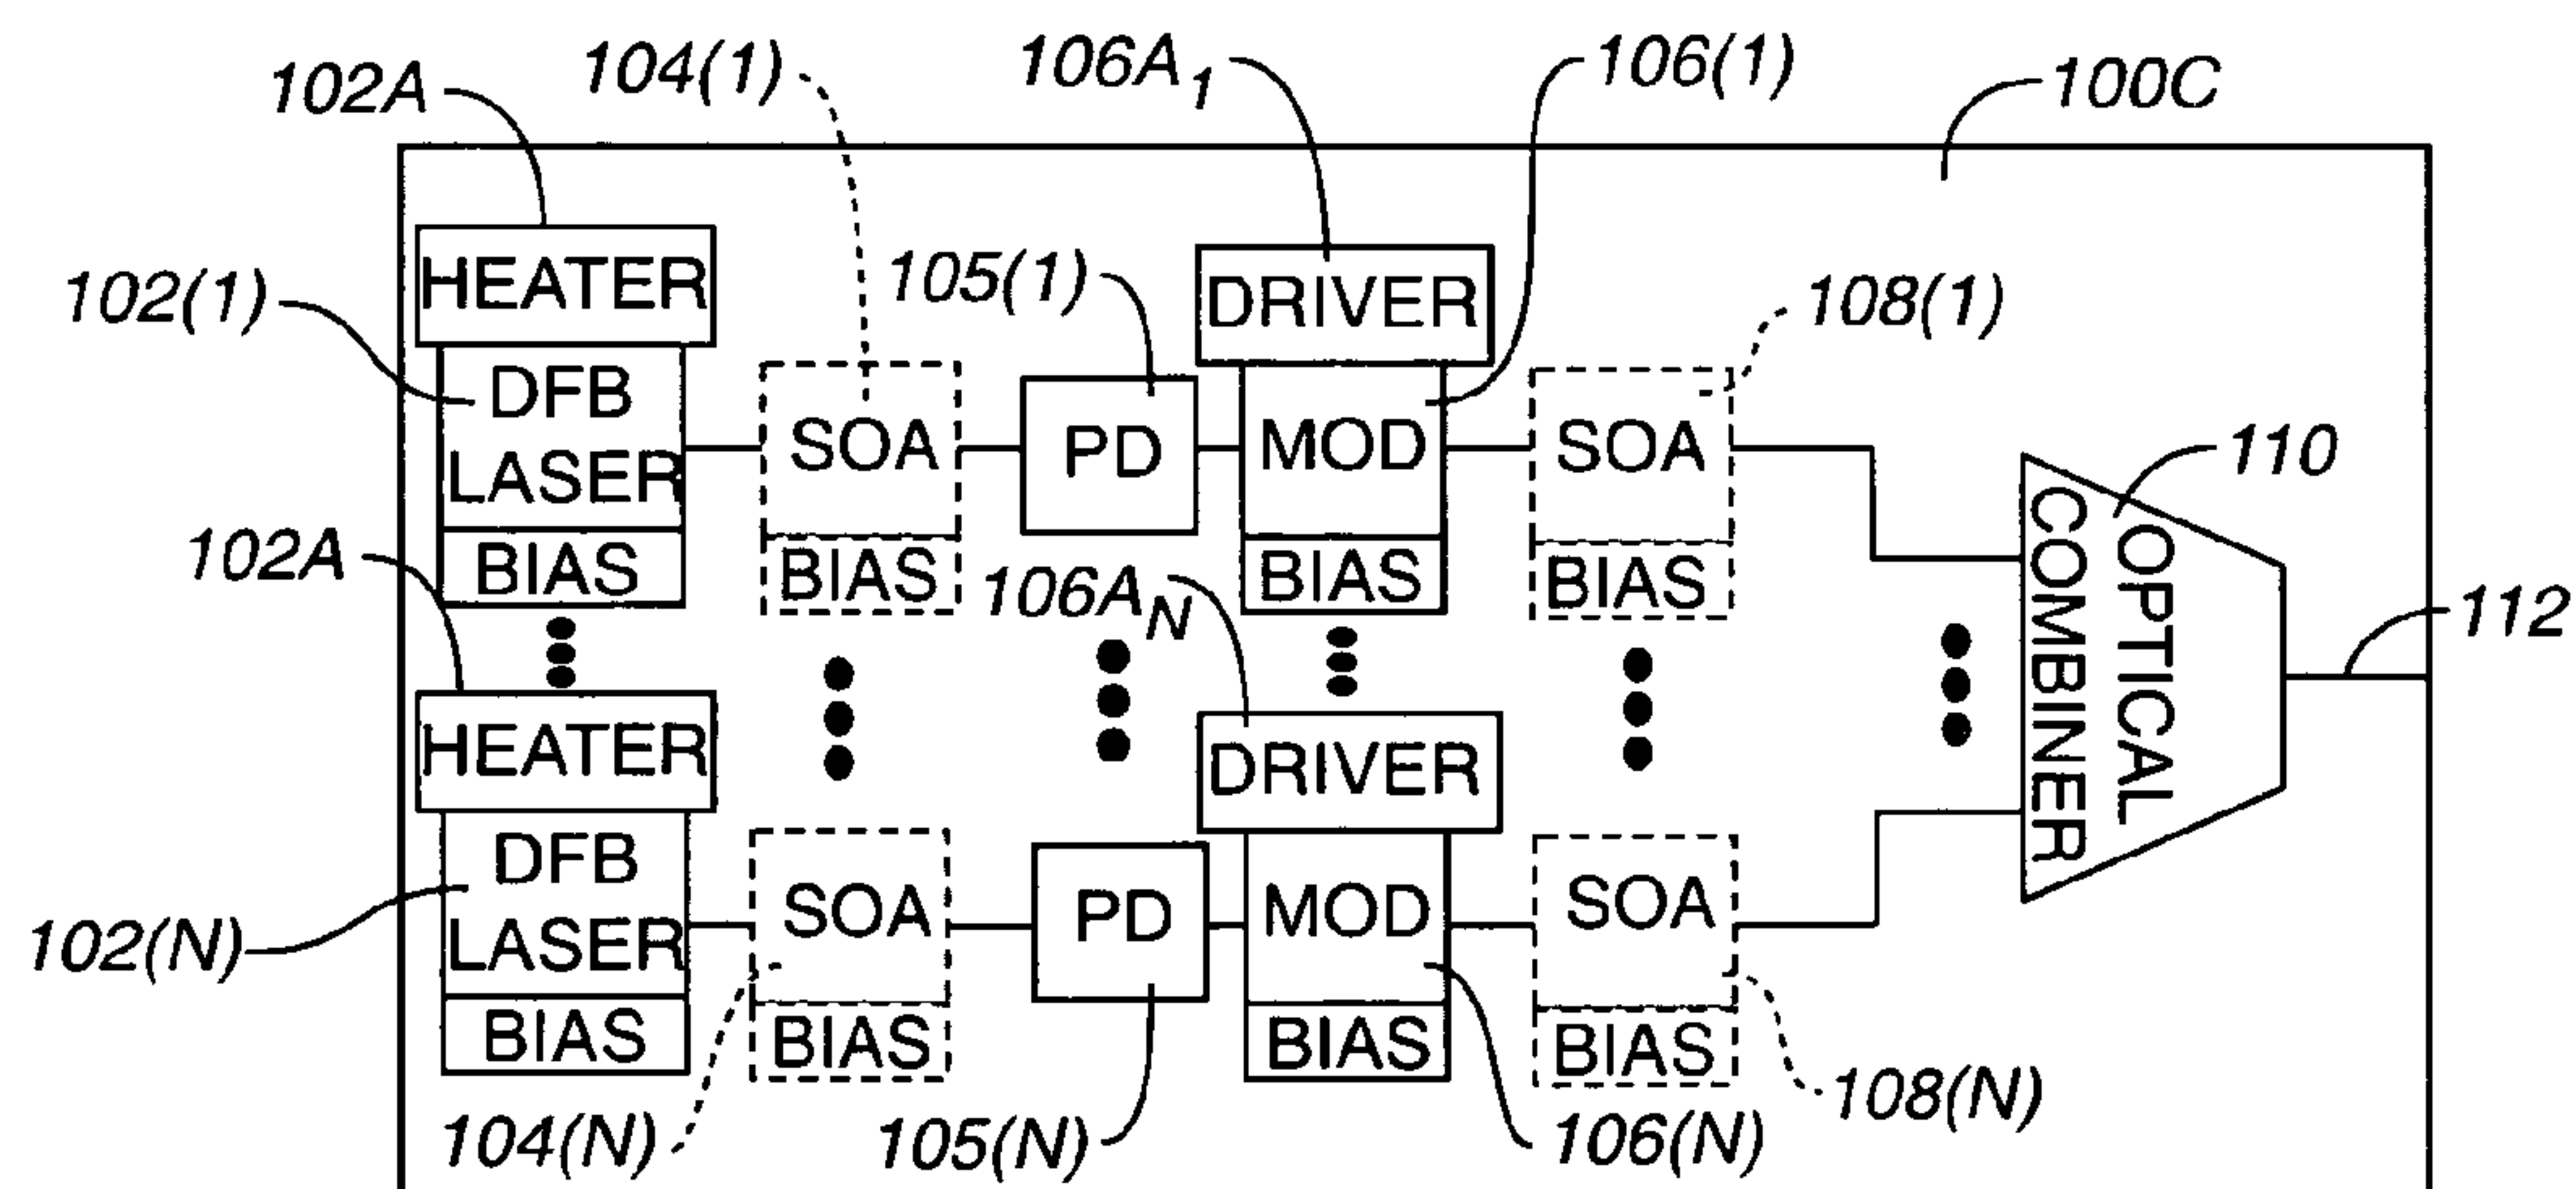 102A
104(1)
106A1
106(1)
100C
HEATER
102(1)
105(1)
DRIVER
108(1)
DFB
LASER
BIAS
SOA
BIAS
PD
MOD
BIAS
SOA
BIAS
110
OPTICAL
COMBINER
112
102A
106AN
HEATER
DRIVER
DFB
LASER
BIAS
102(N)
SOA
BIAS
PD
MOD
BIAS
SOA
BIAS
104(N)
105(N)
106(N)
108(N)